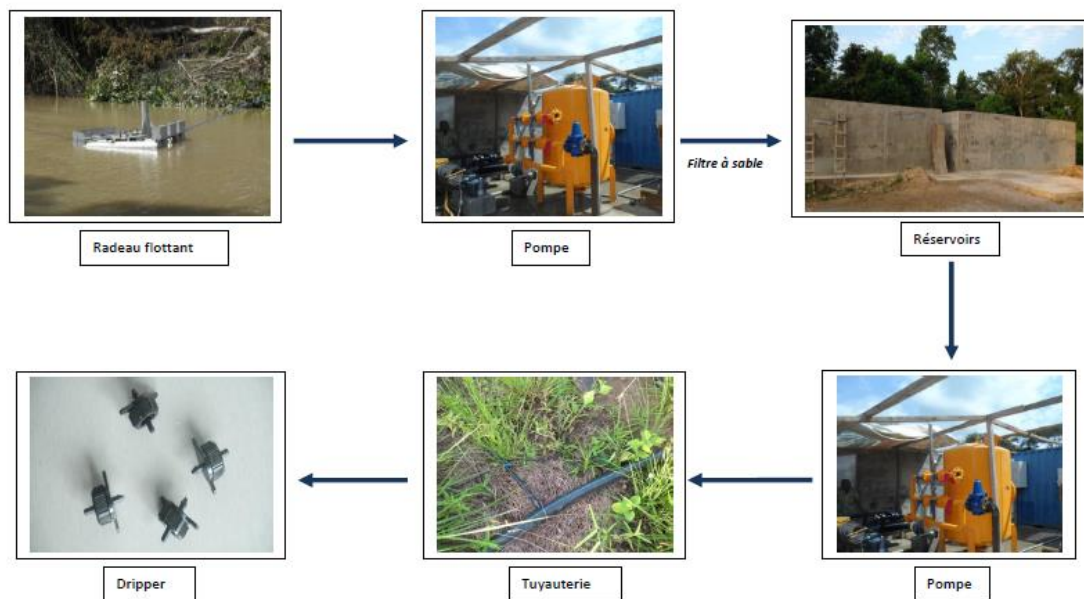 Radeau flottant
Pompe
Filtre à sable
Réservoirs
Pompe
Tuyauterie
Dripper